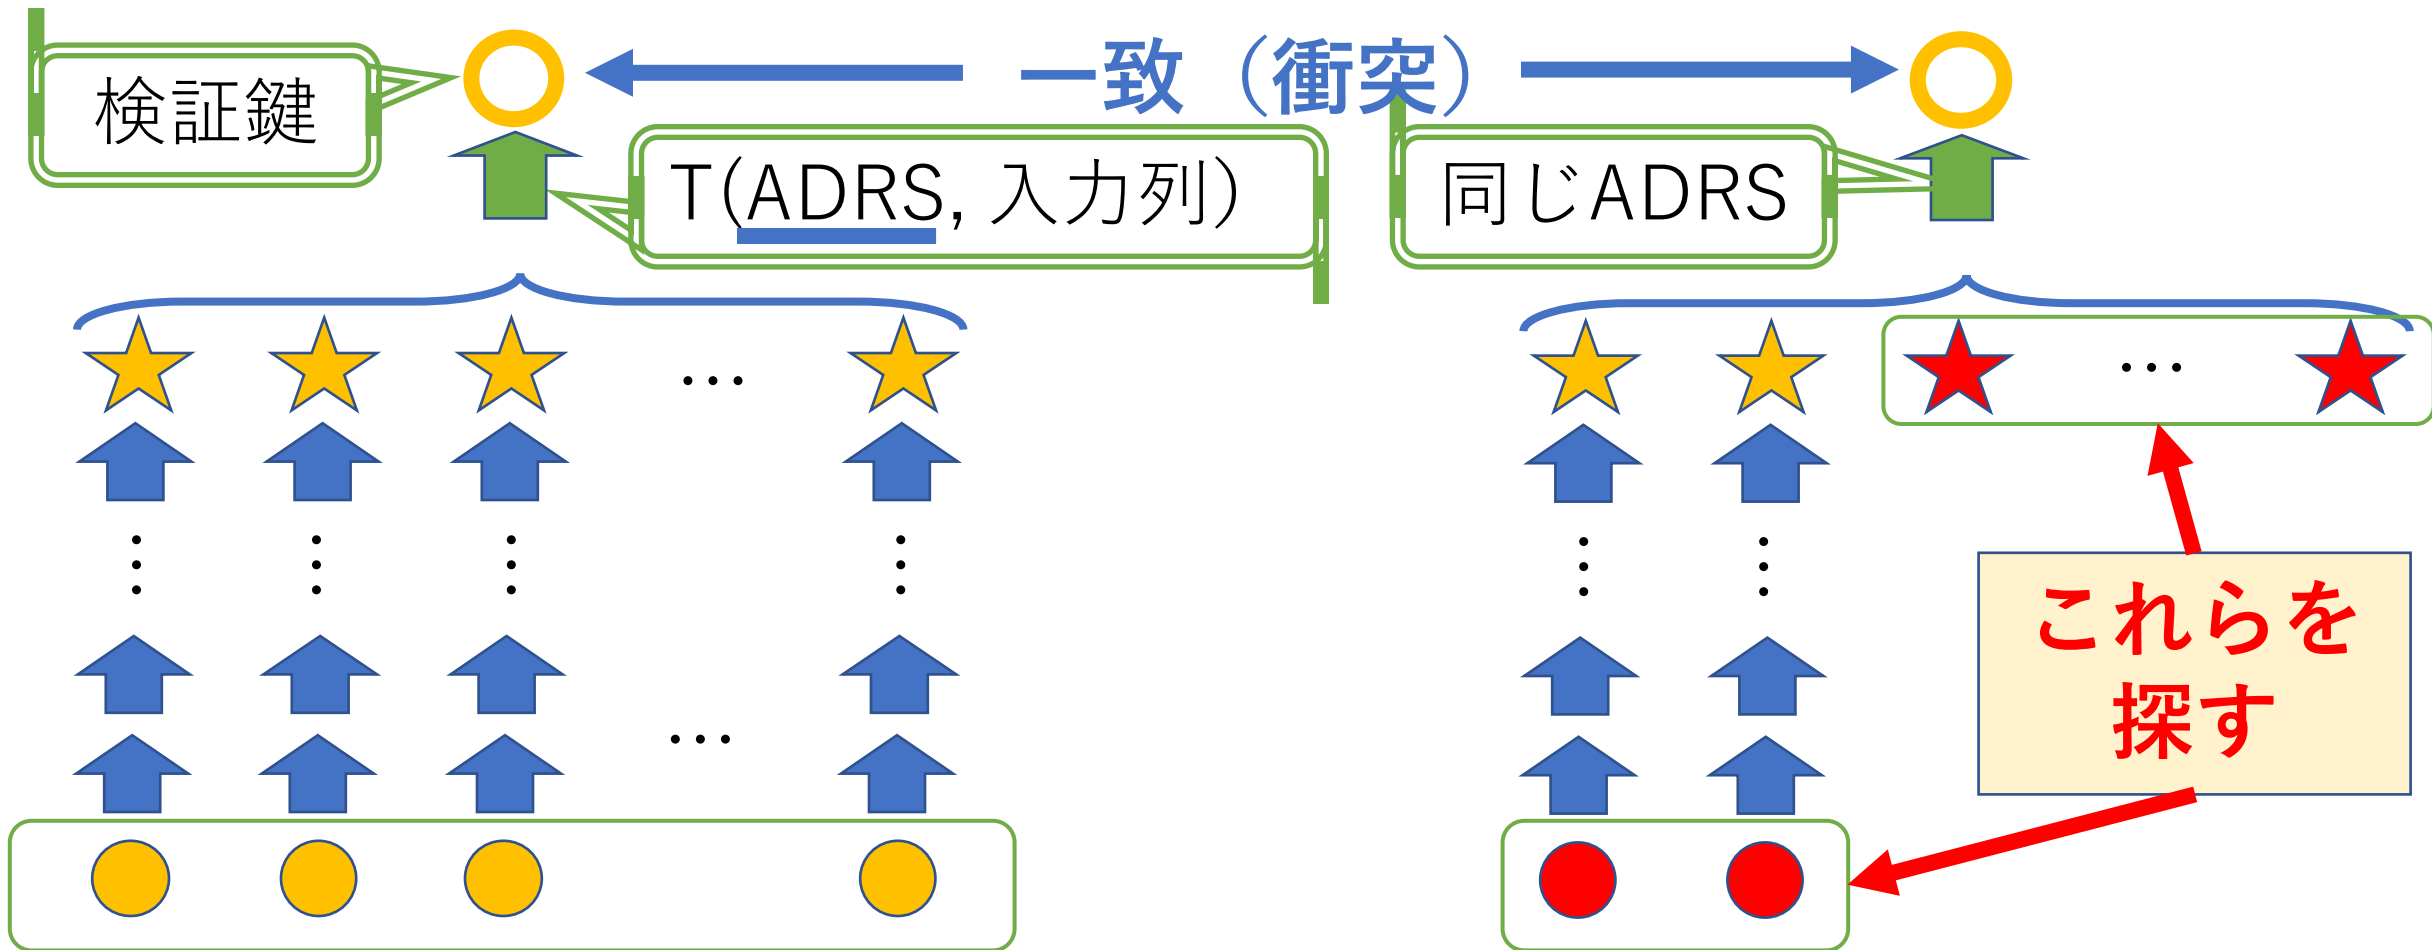 検証鍵
一致（衝突）
T(ADRS, 入力列)
同じADRS
…
…
…
これらを
探す